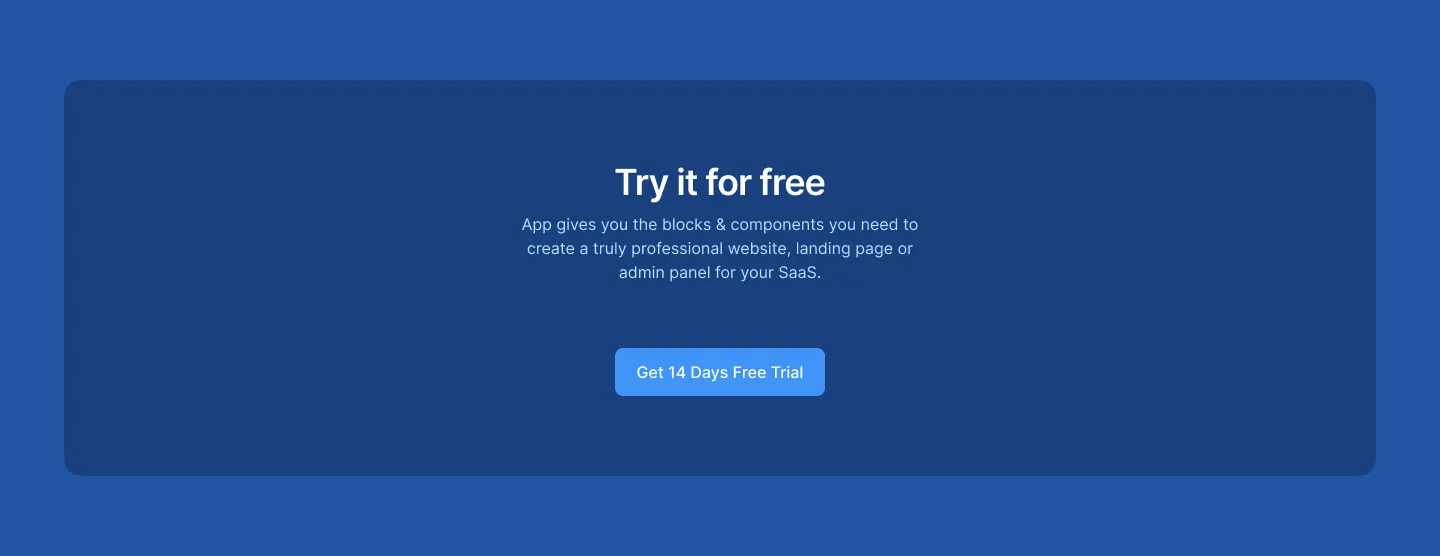 Try it for free
App gives you the blocks & components you need to
create a truly professional website, landing page or
admin panel for your SaaS.
Get 14 Days Free Trial